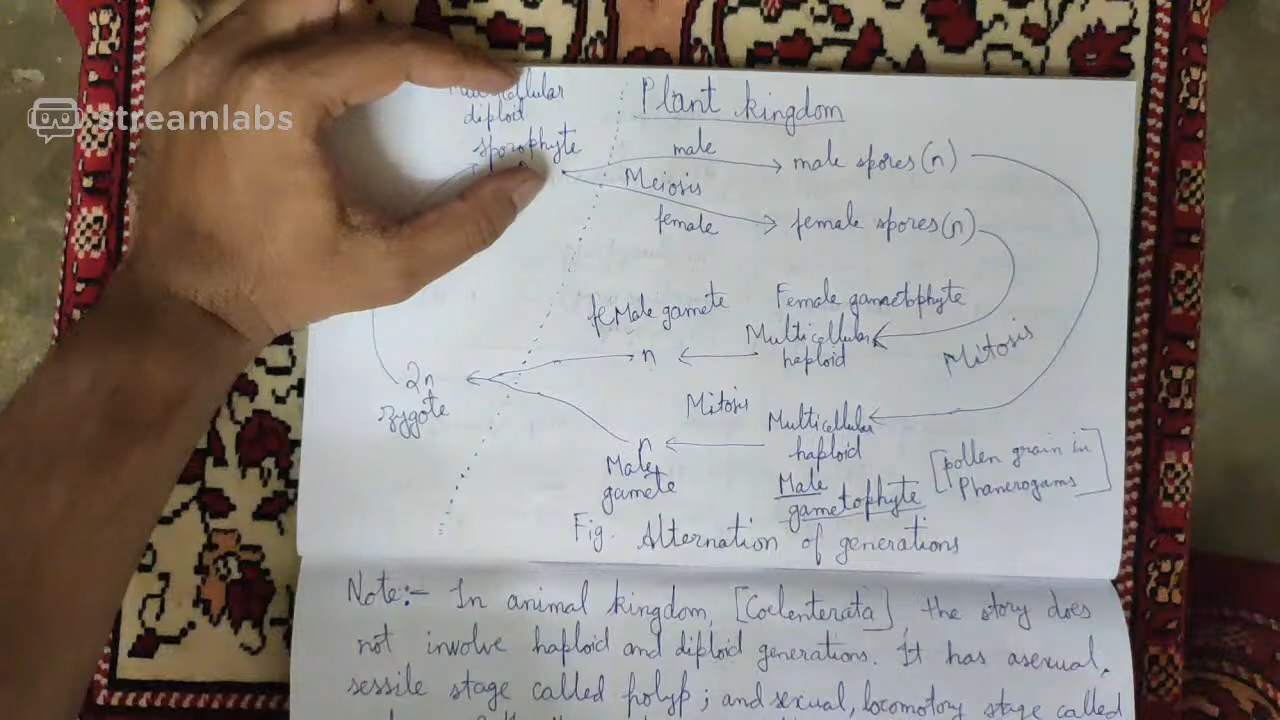 streamlabs
Multicellular
diploid
sporophyte
Plant kingdom
male
male spores (n)
Meiosis
female
female spores (n)
female gamete
Female gametophyte
Multicellular
haploid
n
Mitosis
2n
zygote
Mitosis
Multicellular
haploid
n
Male
gamete
Male
gametophyte
[pollen grain in
Phanerogams]
Fig. Alternation of generations
Note:- In animal kingdom, [Coelenterata], the story does
not involve haploid and diploid generations. It has asexual,
sessile stage called polyp; and sexual, locomotory stage called